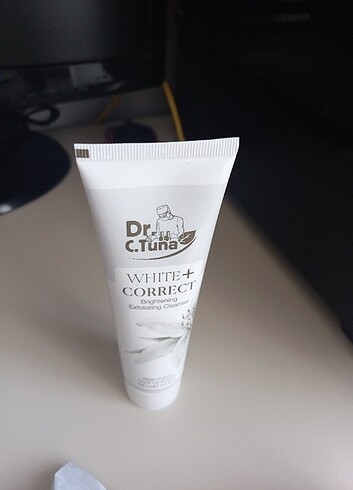 Dr.
C.Tuna
WHITE+
CORRECT
Brightening
Exfoliating Cleanser